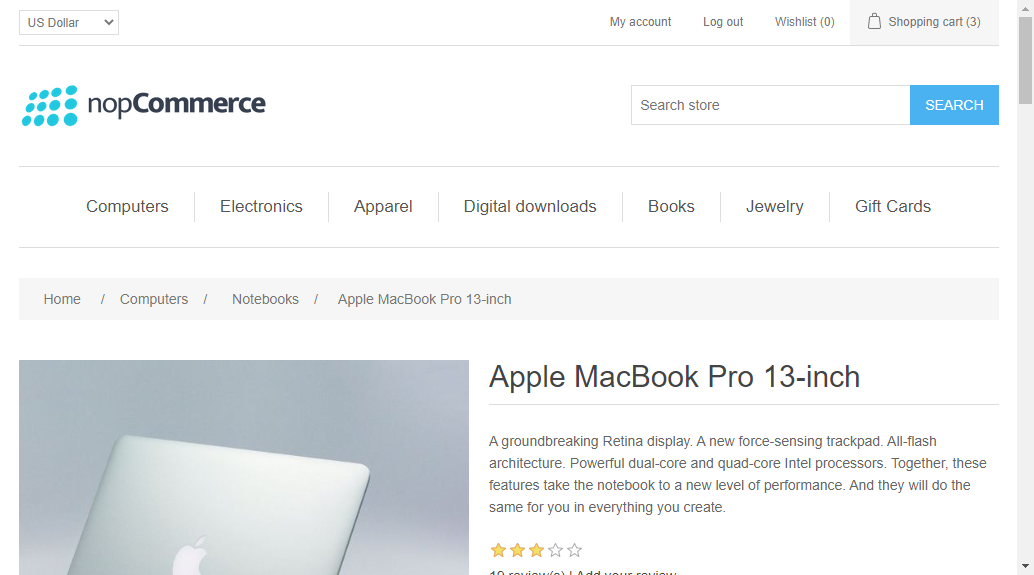 US Dollar
My account
Log out
Wishlist (0)
Shopping cart (3)
nopCommerce
Search store
SEARCH
Computers
Electronics
Apparel
Digital downloads
Books
Jewelry
Gift Cards
Home / Computers / Notebooks / Apple MacBook Pro 13-inch
Apple MacBook Pro 13-inch
A groundbreaking Retina display. A new force-sensing trackpad. All-flash
architecture. Powerful dual-core and quad-core Intel processors. Together, these
features take the notebook to a new level of performance. And they will do the
same for you in everything you create.
review(s) | Add your review